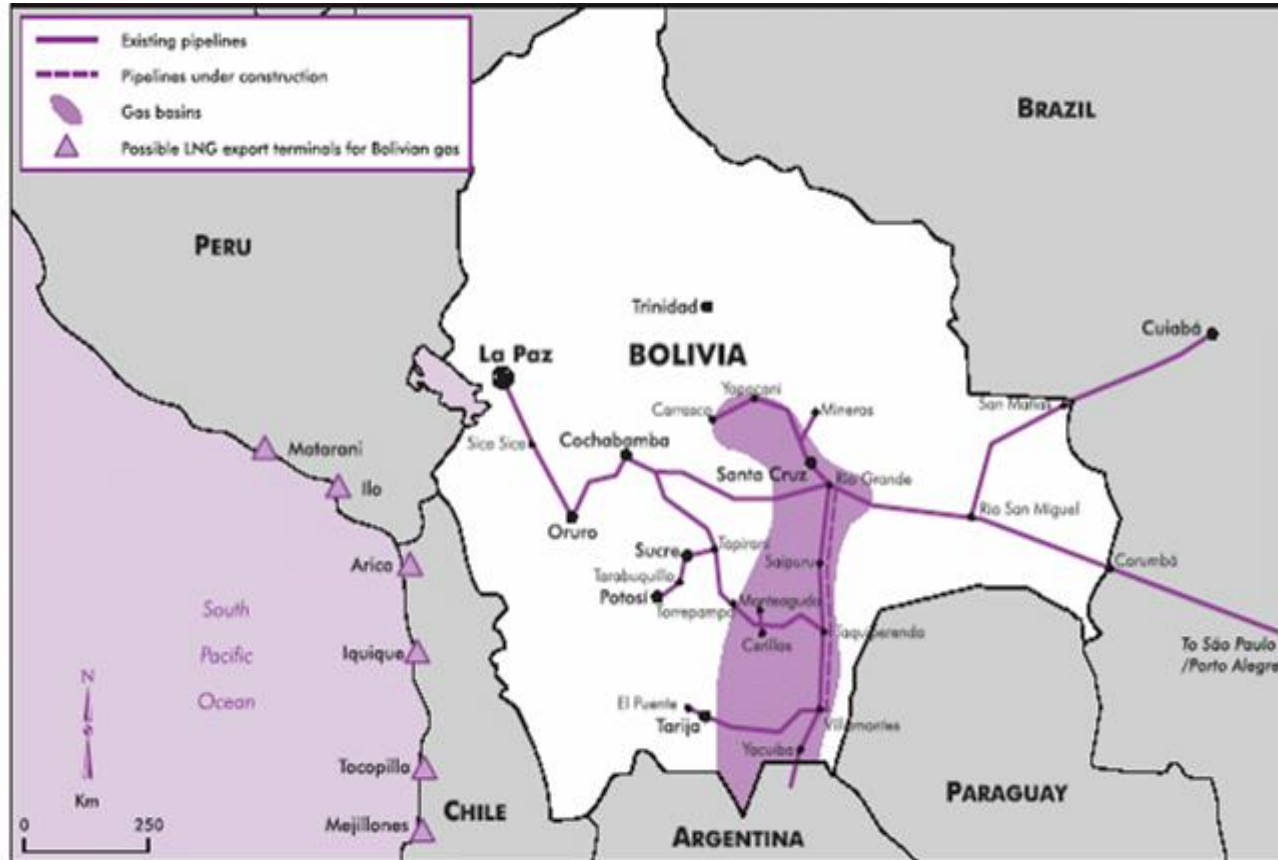 Existing pipelines
Pipelines under construction
Gas basins
Possible LNG export terminals for Bolivian gas
BRAZIL
PERU
Trinidad
Cuiabá
La Paz
BOLIVIA
Yapacani
Carrasco
Mineros
San Matias
Matarani
Sica Sica
Cochabamba
Santa Cruz
Rio Grande
Ilo
Rio San Miguel
Oruro
Arica
Sucre
Tapirani
Saipuru
Corumbá
Tarabuquillo
Potosí
Monteagudo
Torrepampa
South
Pacific
Ocean
Cerillos
Taquiperenda
Iquique
To São Paulo
/Porto Alegre
N
El Puente
Tarija
Villamontes
Yacuiba
Tocopilla
Km
PARAGUAY
0 250
Mejillones
CHILE
ARGENTINA